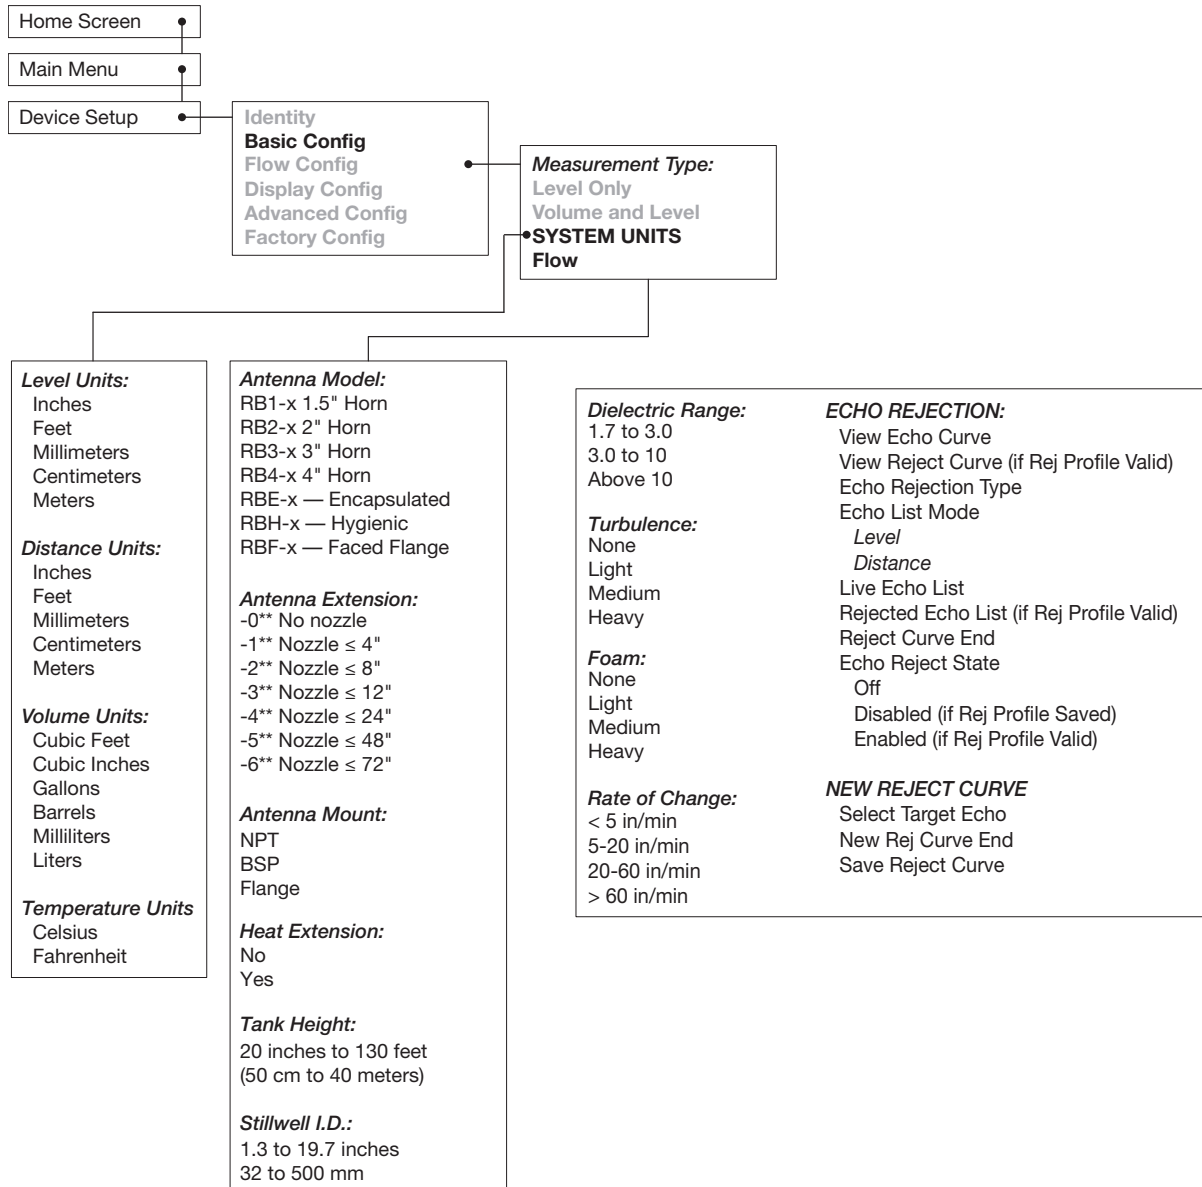 Home Screen
Main Menu
Device Setup
Identity
Basic Config
Flow Config
Display Config
Advanced Config
Factory Config
Measurement Type:
Level Only
Volume and Level
SYSTEM UNITS
Flow
Level Units:
Inches
Feet
Millimeters
Centimeters
Meters
Distance Units:
Inches
Feet
Millimeters
Centimeters
Meters
Volume Units:
Cubic Feet
Cubic Inches
Gallons
Barrels
Milliliters
Liters
Temperature Units
Celsius
Fahrenheit
Antenna Model:
RB1-x 1.5" Horn
RB2-x 2" Horn
RB3-x 3" Horn
RB4-x 4" Horn
RBE-x — Encapsulated
RBH-x — Hygienic
RBF-x — Faced Flange
Antenna Extension:
-0** No nozzle
-1** Nozzle ≤ 4"
-2** Nozzle ≤ 8"
-3** Nozzle ≤ 12"
-4** Nozzle ≤ 24"
-5** Nozzle ≤ 48"
-6** Nozzle ≤ 72"
Antenna Mount:
NPT
BSP
Flange
Heat Extension:
No
Yes
Tank Height:
20 inches to 130 feet
(50 cm to 40 meters)
Stillwell I.D.:
1.3 to 19.7 inches
32 to 500 mm
Dielectric Range:
1.7 to 3.0
3.0 to 10
Above 10
Turbulence:
None
Light
Medium
Heavy
Foam:
None
Light
Medium
Heavy
Rate of Change:
< 5 in/min
5-20 in/min
20-60 in/min
> 60 in/min
ECHO REJECTION:
View Echo Curve
View Reject Curve (if Rej Profile Valid)
Echo Rejection Type
Echo List Mode
Level
Distance
Live Echo List
Rejected Echo List (if Rej Profile Valid)
Reject Curve End
Echo Reject State
Off
Disabled (if Rej Profile Saved)
Enabled (if Rej Profile Valid)
NEW REJECT CURVE
Select Target Echo
New Rej Curve End
Save Reject Curve